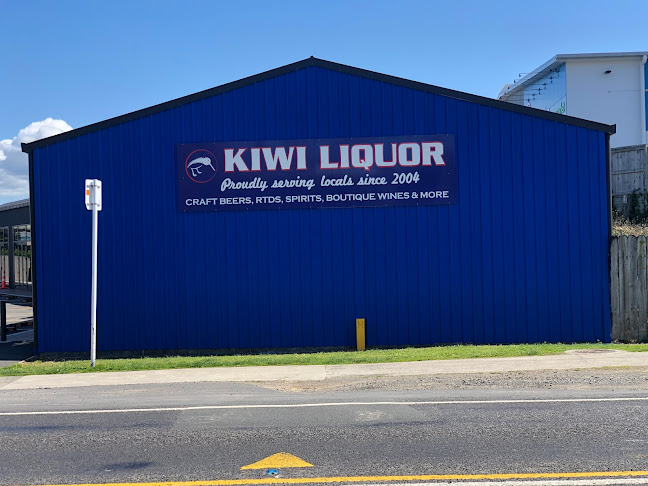 KIWI LIQUOR
Proudly serving locals since 2004
CRAFT BEERS, RTDS, SPIRITS, BOUTIQUE WINES & MORE